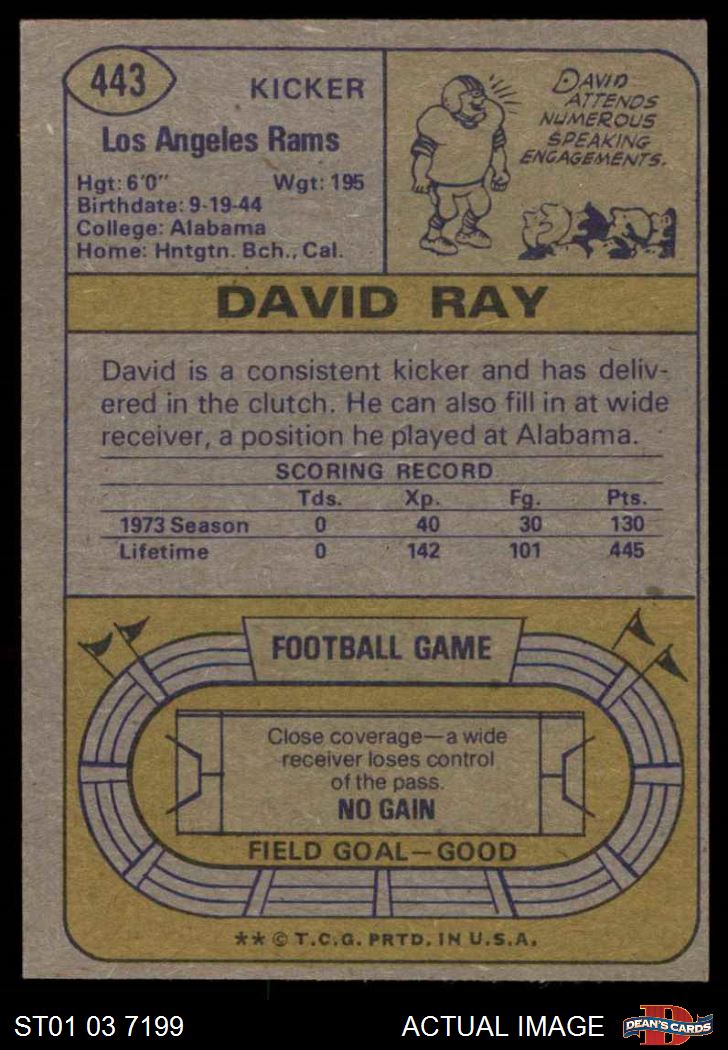 443
KICKER
Los Angeles Rams
Hgt: 6'0" Wgt: 195
Birthdate: 9-19-44
College: Alabama
Home: Hntgtn. Bch., Cal.
DAVID
ATTENDS
NUMEROUS
SPEAKING
ENGAGEMENTS.
DAVID RAY
David is a consistent kicker and has deliv-
ered in the clutch. He can also fill in at wide
receiver, a position he played at Alabama.
SCORING RECORD
Tds. Xp. Fg. Pts.
1973 Season 0 40 30 130
Lifetime 0 142 101 445
FOOTBALL GAME
Close coverage—a wide
receiver loses control
of the pass.
NO GAIN
FIELD GOAL—GOOD
** © T.C.G. PRTD. IN U.S.A.
ST01 03 7199 ACTUAL IMAGE
D
DEAN'S CARDS